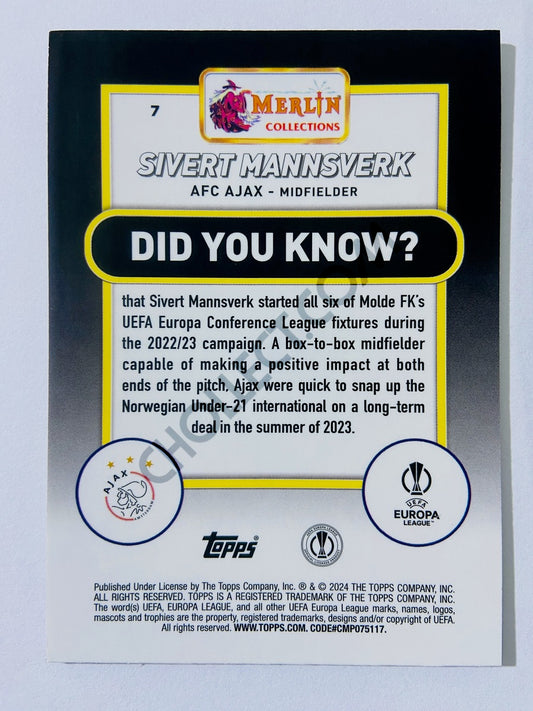 7
MERLIN
COLLECTIONS
SIVERT MANNSVERK
AFC AJAX - MIDFIELDER
DID YOU KNOW?
that Sivert Mannsverk started all six of Molde FK's
UEFA Europa Conference League fixtures during
the 2022/23 campaign. A box-to-box midfielder
capable of making a positive impact at both
ends of the pitch, Ajax were quick to snap up the
Norwegian Under-21 international on a long-term
deal in the summer of 2023.
CHOLLECT.COM
AJAX
AMSTERDAM
UEFA
EUROPA
LEAGUE™
TOPPS®
Published Under License by The Topps Company, Inc. ® & © 2024 THE TOPPS COMPANY, INC.
ALL RIGHTS RESERVED. TOPPS IS A REGISTERED TRADEMARK OF THE TOPPS COMPANY, INC.
The word(s) UEFA, EUROPA LEAGUE, and all other UEFA Europa League marks, names, logos,
mascots and trophies are the property, registered trademarks, designs and/or copyright of UEFA.
All rights reserved. WWW.TOPPS.COM. CODE#CMP075117.